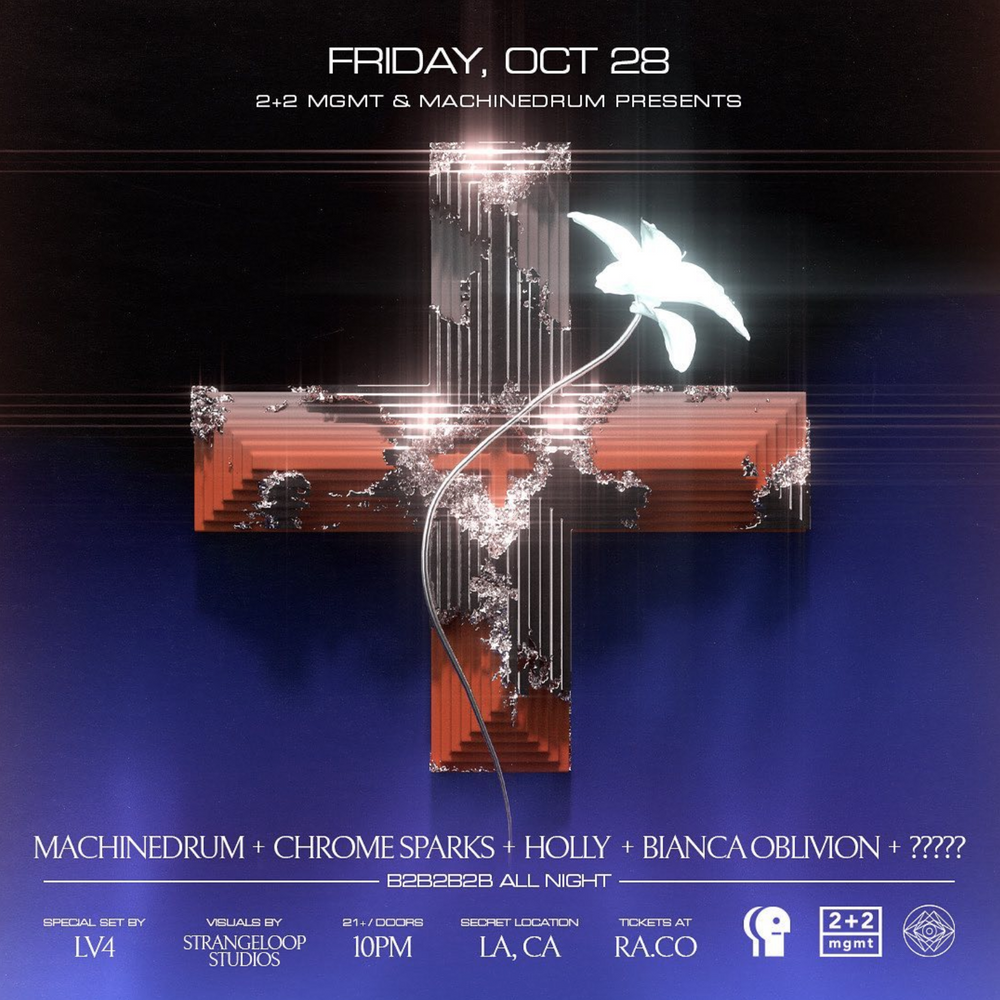 FRIDAY, OCT 28
2+2 MGMT & MACHINEDRUM PRESENTS
MACHINEDRUM + CHROME SPARKS + HOLLY + BIANCA OBLIVION + ?????
B2B2B2B ALL NIGHT
SPECIAL SET BY
LV4
VISUALS BY
STRANGELOOP
STUDIOS
21+ / DOORS
10PM
SECRET LOCATION
LA, CA
TICKETS AT
RA.CO
2+2
mgmt